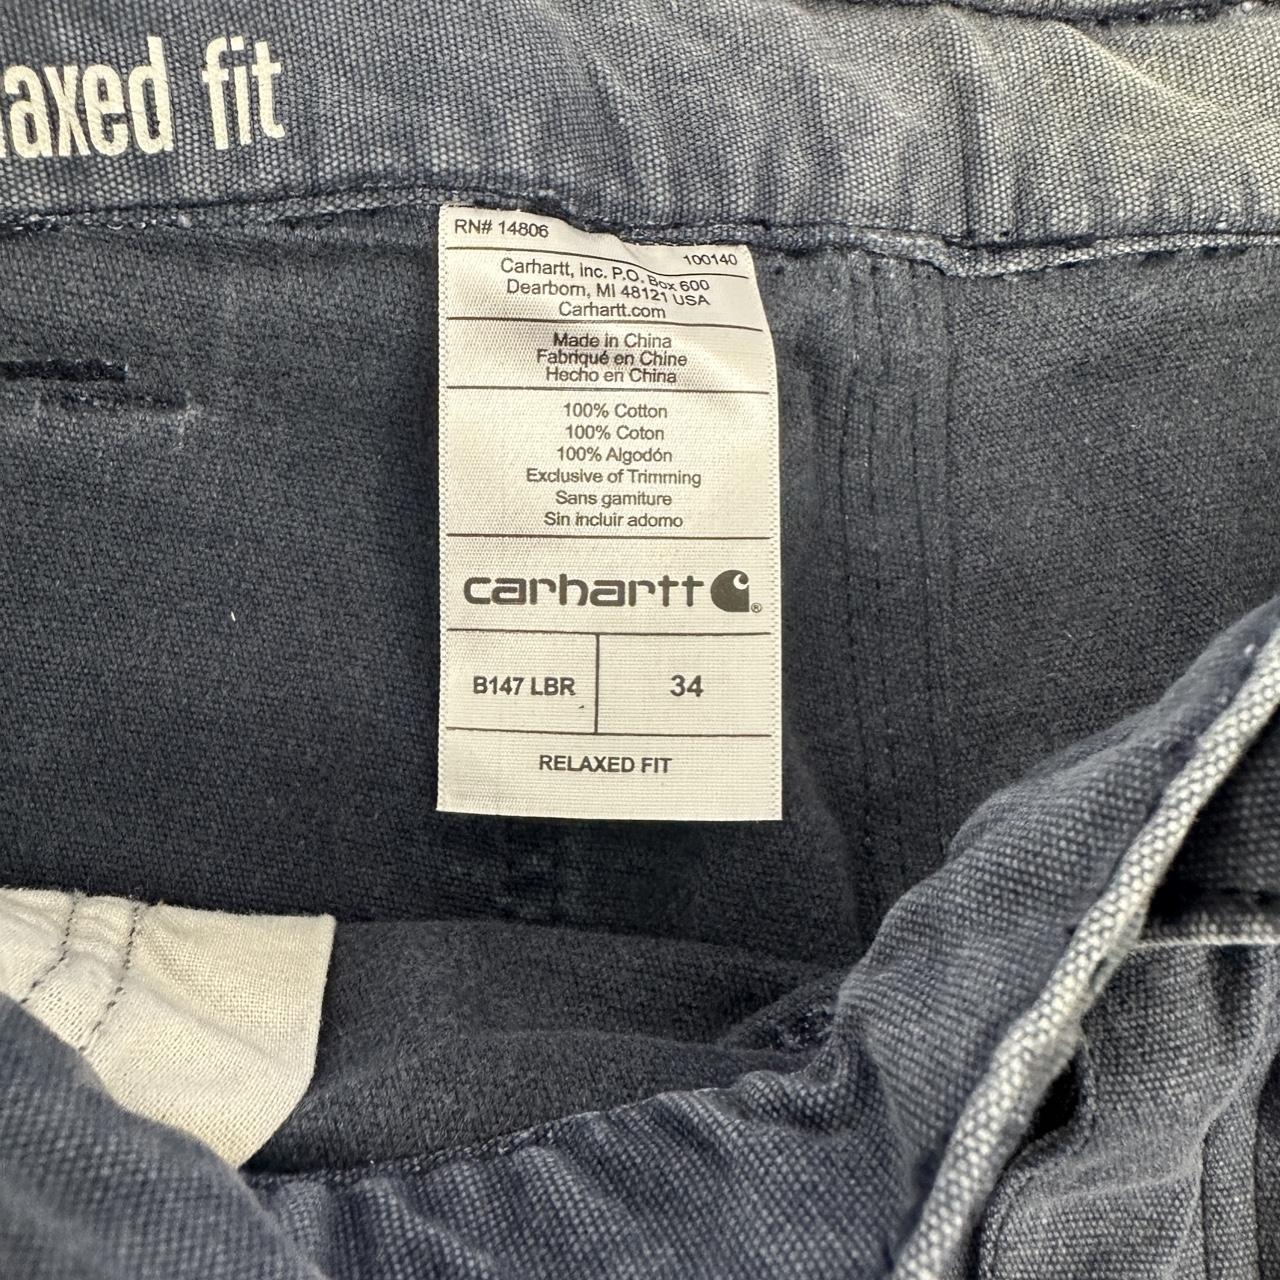 laxed fit
RN# 14806
100140
Carhartt, Inc. P.O. Box 600
Dearborn, MI 48121 USA
Carhartt.com
Made in China
Fabriqué en Chine
Hecho en China
100% Cotton
100% Coton
100% Algodón
Exclusive of Trimming
Sans garniture
Sin incluir adorno
carhartt ®
B147 LBR
34
RELAXED FIT